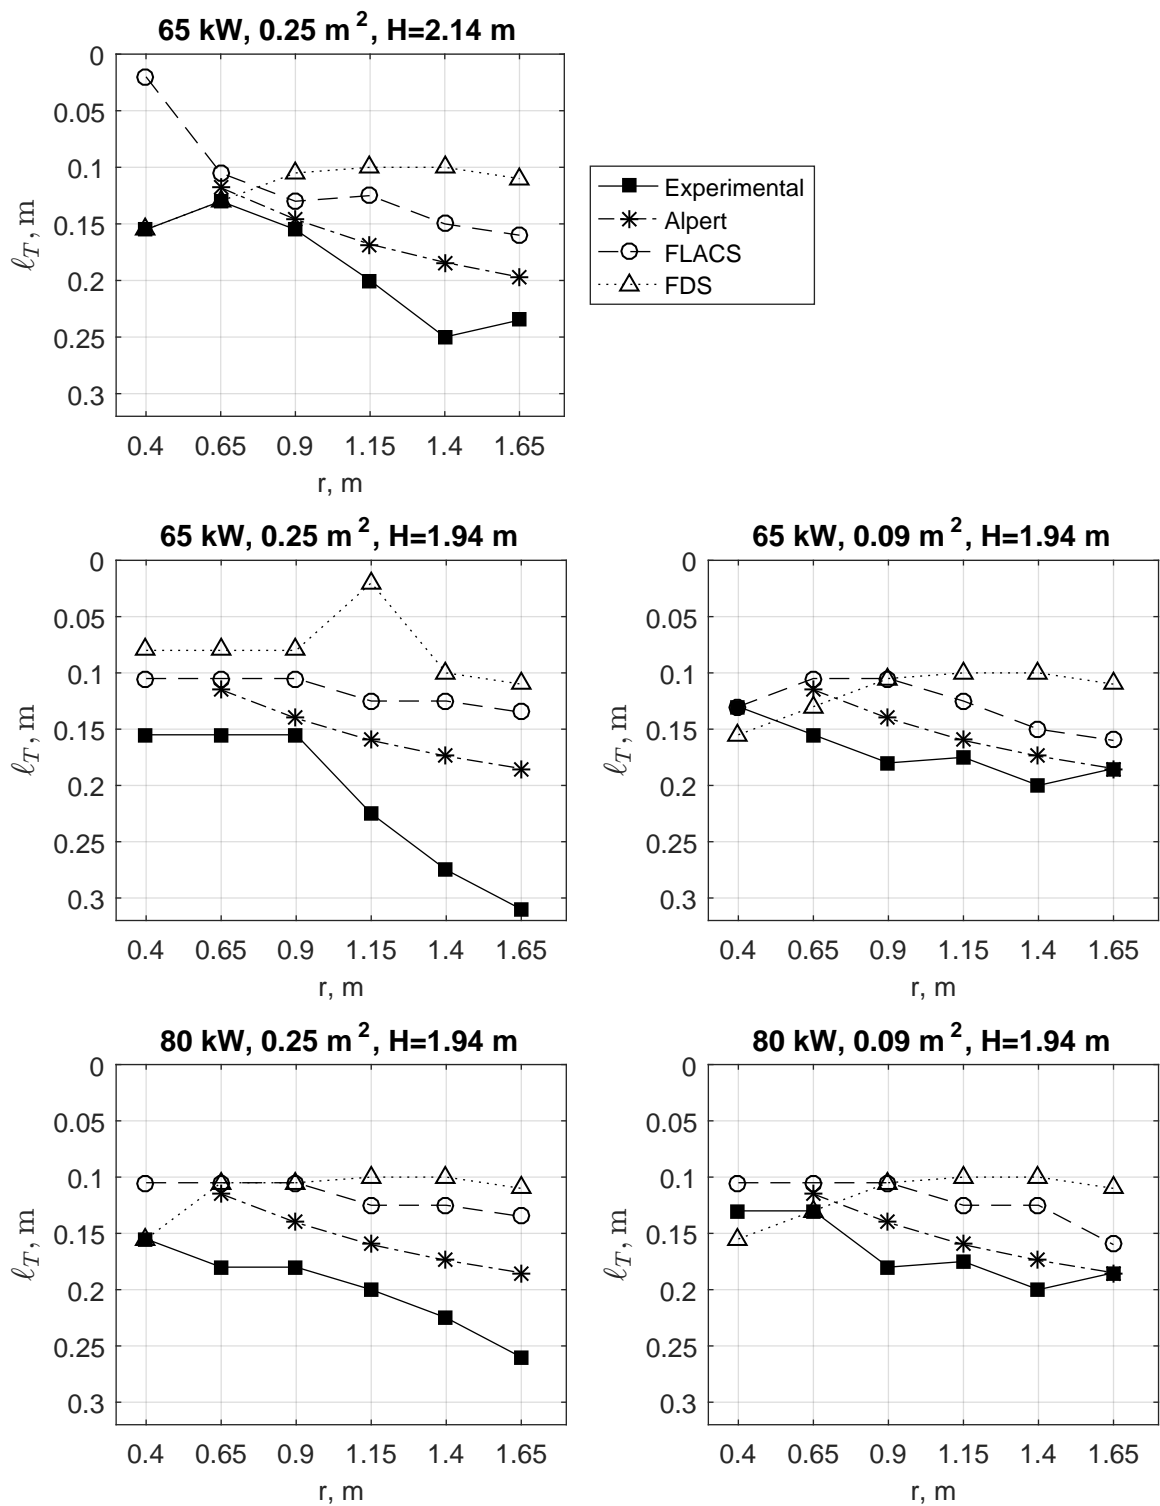 65 kW, 0.25 m², H=2.14 m
0
0.05
0.1
0.15
0.2
0.25
0.3
ℓ_T, m
0.4 0.65 0.9 1.15 1.4 1.65
r, m
Experimental
Alpert
FLACS
FDS
65 kW, 0.25 m², H=1.94 m
0
0.05
0.1
0.15
0.2
0.25
0.3
ℓ_T, m
0.4 0.65 0.9 1.15 1.4 1.65
r, m
65 kW, 0.09 m², H=1.94 m
0
0.05
0.1
0.15
0.2
0.25
0.3
ℓ_T, m
0.4 0.65 0.9 1.15 1.4 1.65
r, m
80 kW, 0.25 m², H=1.94 m
0
0.05
0.1
0.15
0.2
0.25
0.3
ℓ_T, m
0.4 0.65 0.9 1.15 1.4 1.65
r, m
80 kW, 0.09 m², H=1.94 m
0
0.05
0.1
0.15
0.2
0.25
0.3
ℓ_T, m
0.4 0.65 0.9 1.15 1.4 1.65
r, m